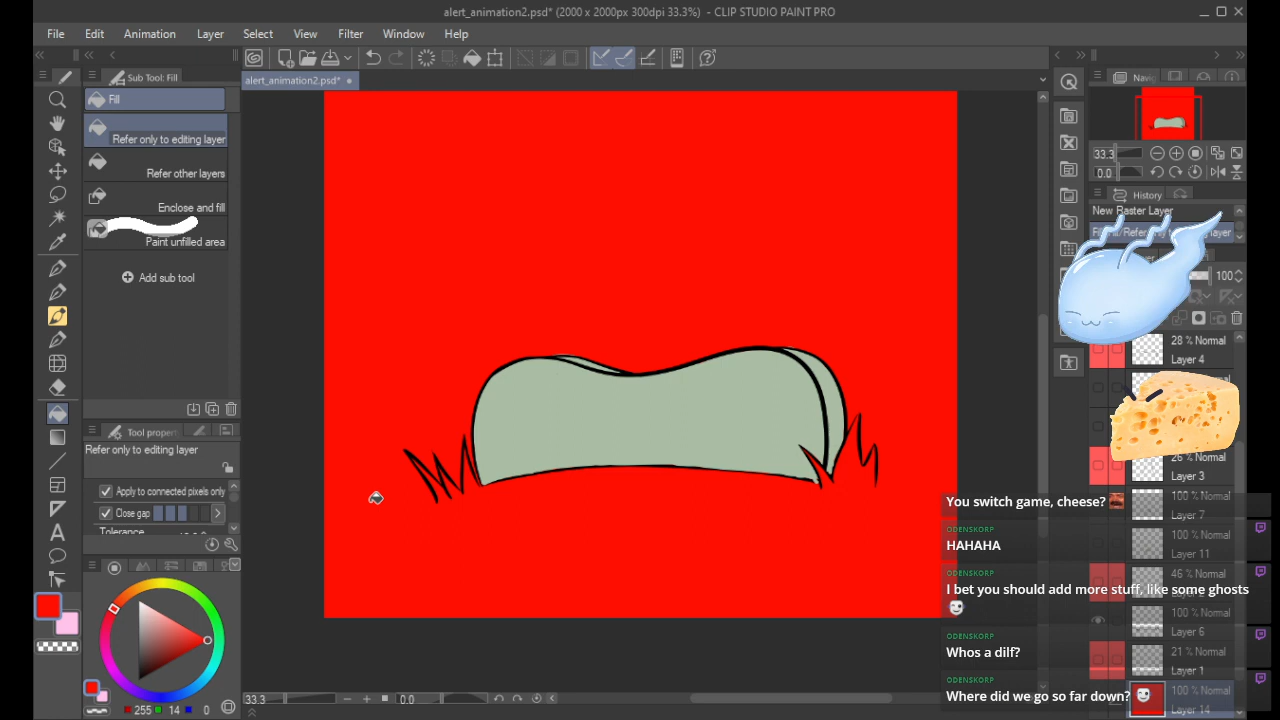 alert_animation2.psd* (2000 x 2000px 300dpi 33.3%) - CLIP STUDIO PAINT PRO
File Edit Animation Layer Select View Filter Window Help
Sub Tool: Fill
alert_animation2.psd*
Fill
Refer only to editing layer
Refer other layers
Enclose and fill
Paint unfilled area
Add sub tool
Tool proper
Refer only to editing layer
Apply to connected pixels only
Close gap
Tolerance
255 14 0
33.3 0.0
33.3
0.0
History
New Raster Layer
100
28 % Normal
Layer 4
26 % Normal
Layer 3
100 % Normal
Layer 7
100 % Normal
Layer 11
46 % Normal
100 % Normal
Layer 6
21 % Normal
Layer 1
100 % Normal
Layer 14
You switch game, cheese?
ODENSKORP
HAHAHA
ODENSKORP
I bet you should add more stuff, like some ghosts
ODENSKORP
Whos a dilf?
ODENSKORP
Where did we go so far down?